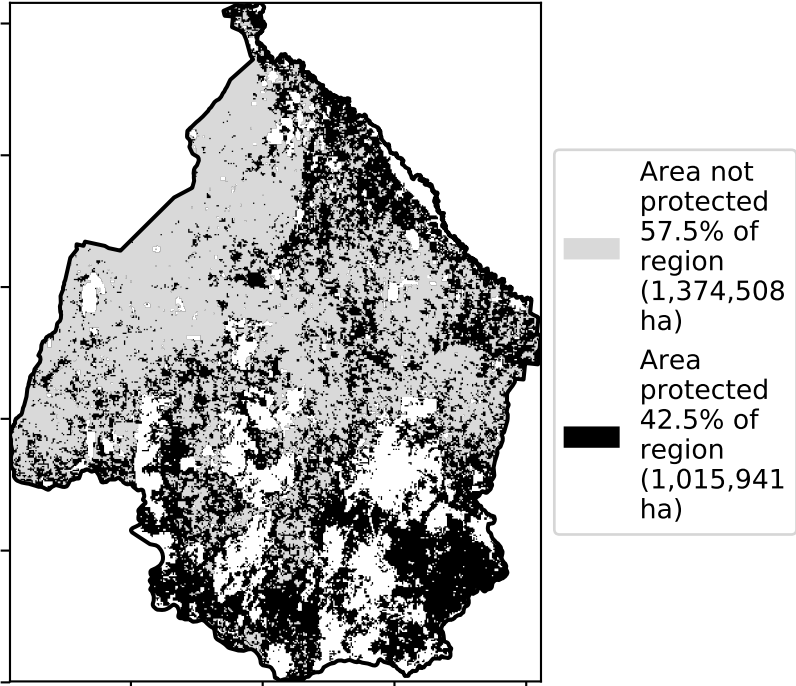 Area not
protected
57.5% of
region
(1,374,508
ha)
Area
protected
42.5% of
region
(1,015,941
ha)